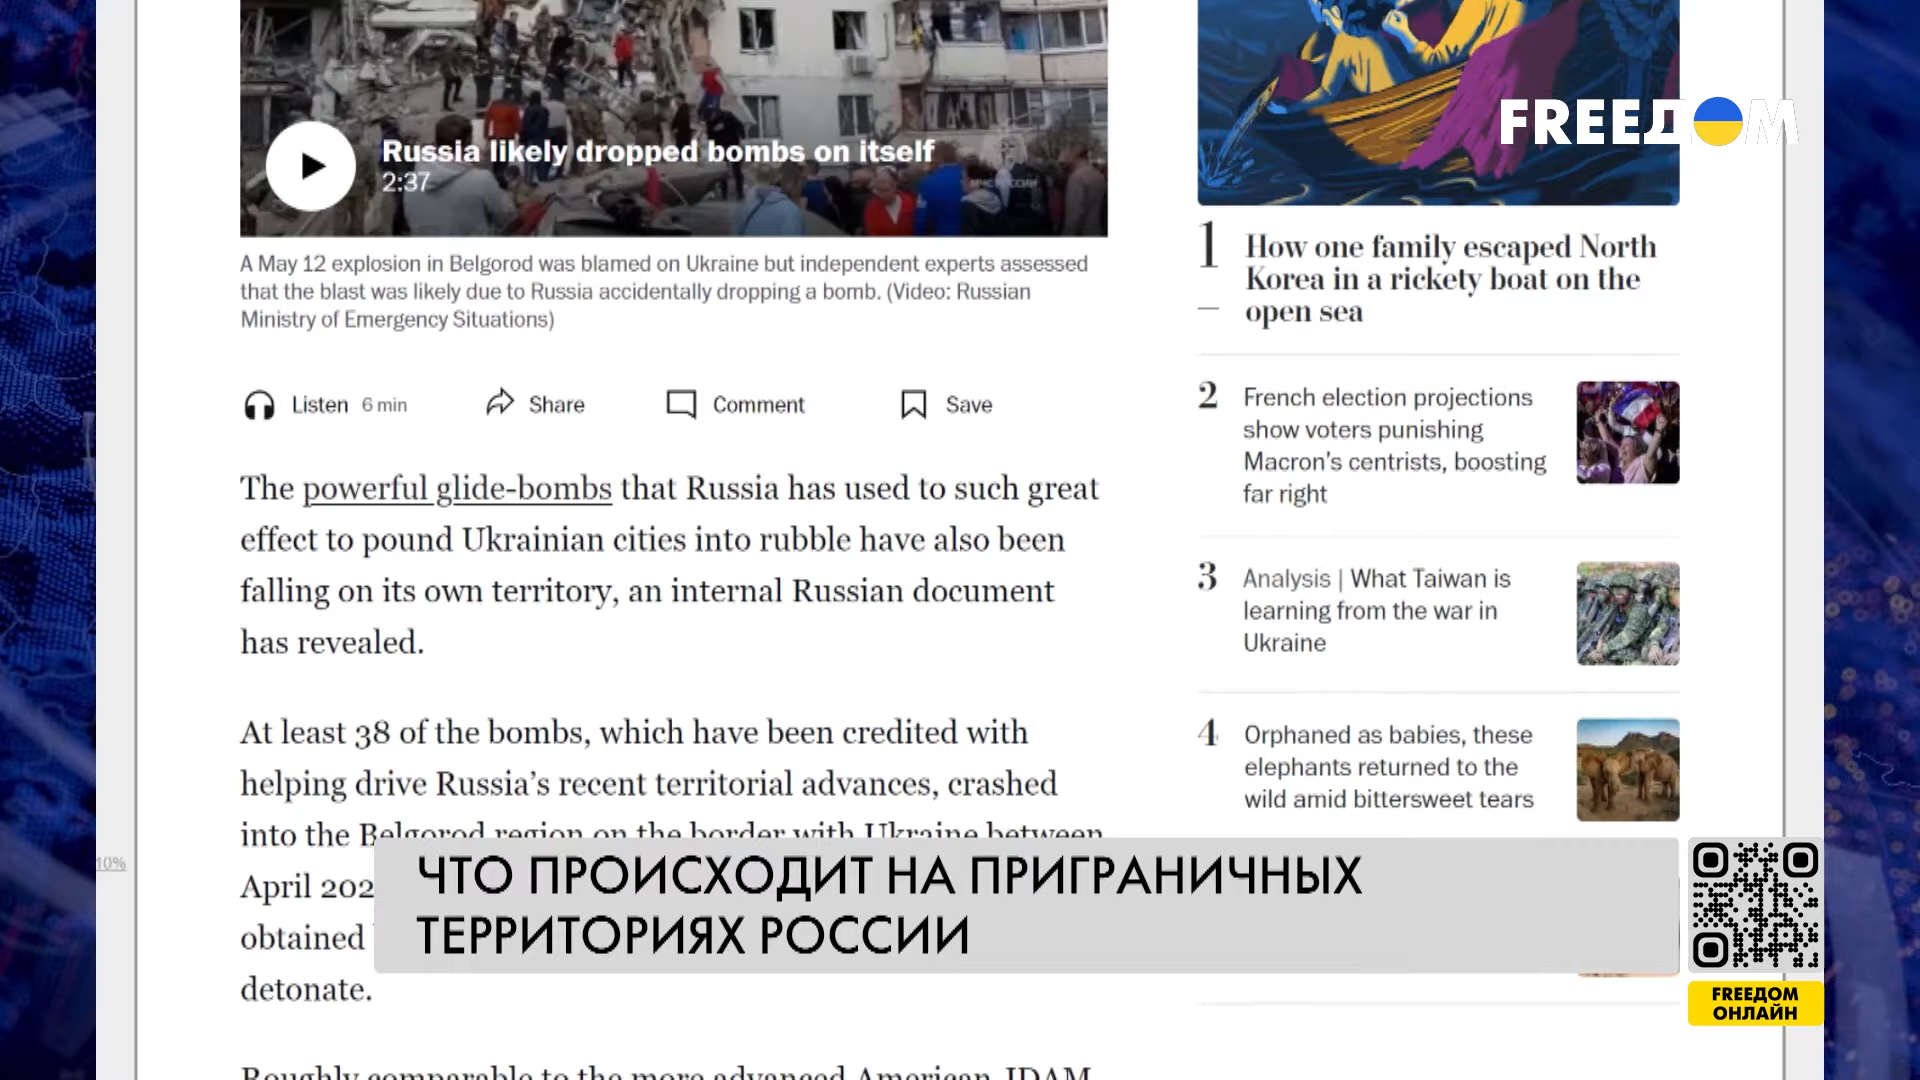 FREEДOM
Russia likely dropped bombs on itself
2:37
A May 12 explosion in Belgorod was blamed on Ukraine but independent experts assessed
that the blast was likely due to Russia accidentally dropping a bomb. (Video: Russian
Ministry of Emergency Situations)
Listen 6 min Share Comment Save
The powerful glide-bombs that Russia has used to such great
effect to pound Ukrainian cities into rubble have also been
falling on its own territory, an internal Russian document
has revealed.
At least 38 of the bombs, which have been credited with
helping drive Russia’s recent territorial advances, crashed
into the Belgorod region on the border with Ukraine between
April 202
obtained
detonate.
Roughly comparable to the more advanced American JDAM
1 How one family escaped North
Korea in a rickety boat on the
open sea
2 French election projections
show voters punishing
Macron’s centrists, boosting
far right
3 Analysis | What Taiwan is
learning from the war in
Ukraine
4 Orphaned as babies, these
elephants returned to the
wild amid bittersweet tears
10%
ЧТО ПРОИСХОДИТ НА ПРИГРАНИЧНЫХ
ТЕРРИТОРИЯХ РОССИИ
FREEДОМ
ОНЛАЙН